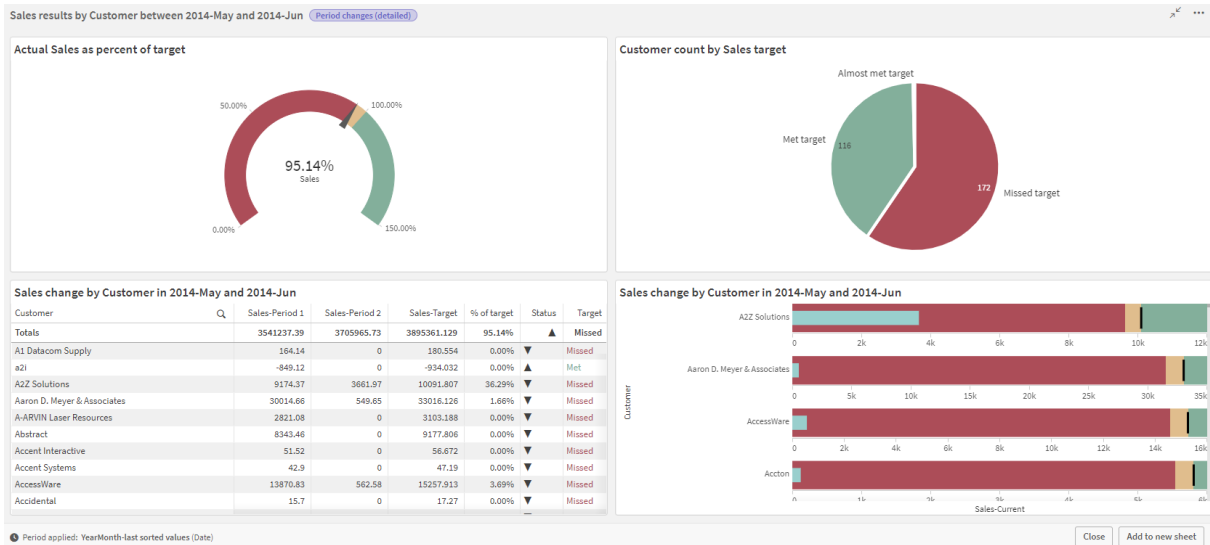 Sales results by Customer between 2014-May and 2014-Jun Period changes (detailed)
Actual Sales as percent of target
50.00% 100.00%
95.14%
Sales
0.00% 150.00%
Customer count by Sales target
Almost met target
Met target 116
172 Missed target
Sales change by Customer in 2014-May and 2014-Jun
Customer Sales-Period 1 Sales-Period 2 Sales-Target % of target Status Target
Totals 3541237.39 3705965.73 3895361.129 95.14% ▲ Missed
A1 Datacom Supply 164.14 0 180.554 0.00% ▼ Missed
a2i -849.12 0 -934.032 0.00% ▲ Met
A2Z Solutions 9174.37 3661.97 10091.807 36.29% ▼ Missed
Aaron D. Meyer & Associates 30014.66 549.65 33016.126 1.66% ▼ Missed
A-ARVIN Laser Resources 2821.08 0 3103.188 0.00% ▼ Missed
Abstract 8343.46 0 9177.806 0.00% ▼ Missed
Accent Interactive 51.52 0 56.672 0.00% ▼ Missed
Accent Systems 42.9 0 47.19 0.00% ▼ Missed
AccessWare 13870.83 562.58 15257.913 3.69% ▼ Missed
Accidental 15.7 0 17.27 0.00% ▼ Missed
Sales change by Customer in 2014-May and 2014-Jun
Customer
A2Z Solutions
0 2k 4k 6k 8k 10k 12k
Aaron D. Meyer & Associates
0 5k 10k 15k 20k 25k 30k 35k
AccessWare
0 2k 4k 6k 8k 10k 12k 14k 16k
Accton
0 1k 2k 3k 4k 5k 6k
Sales-Current
Period applied: YearMonth-last sorted values (Date)
Close Add to new sheet